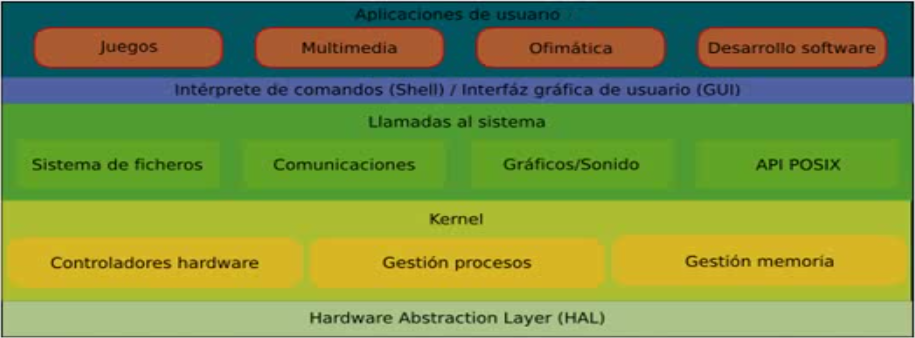 Aplicaciones de usuario
Juegos
Multimedia
Ofimática
Desarrollo software
Intérprete de comandos (Shell) / Interfáz gráfica de usuario (GUI)
Llamadas al sistema
Sistema de ficheros
Comunicaciones
Gráficos/Sonido
API POSIX
Kernel
Controladores hardware
Gestión procesos
Gestión memoria
Hardware Abstraction Layer (HAL)